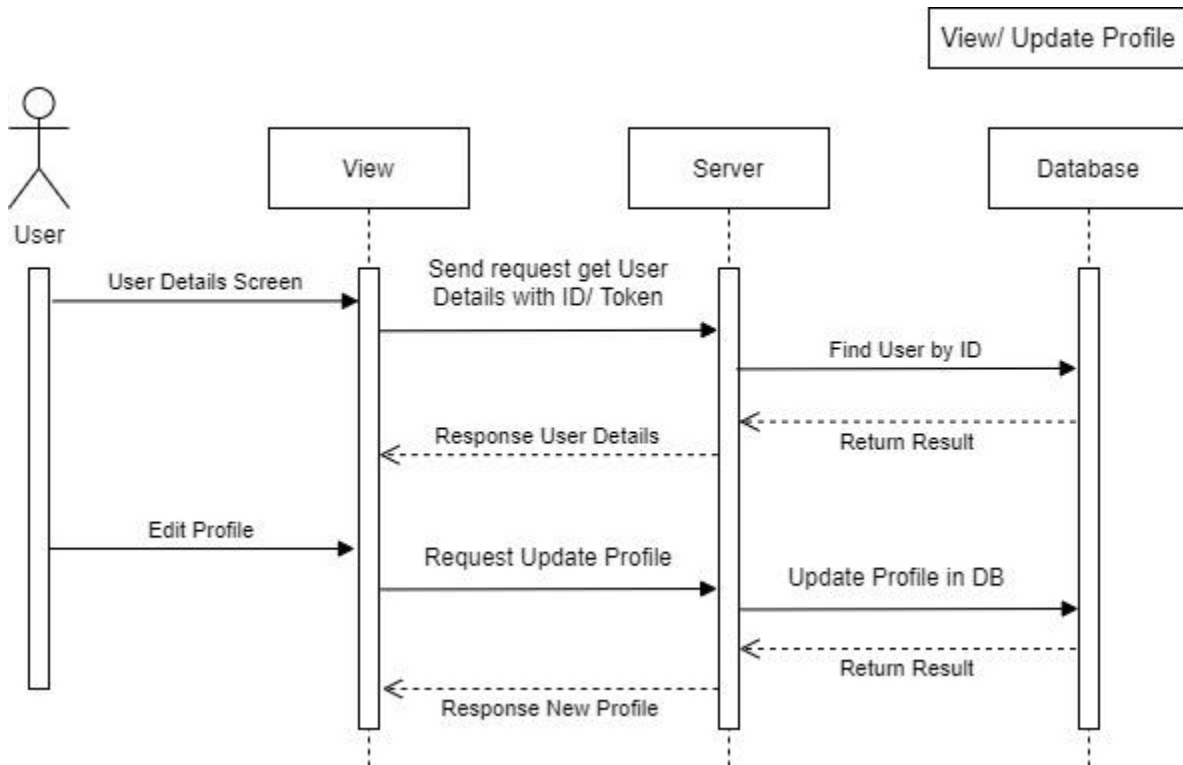 View/ Update Profile
View
Server
Database
User
User Details Screen
Send request get User
Details with ID/ Token
Find User by ID
Return Result
Response User Details
Edit Profile
Request Update Profile
Update Profile in DB
Return Result
Response New Profile